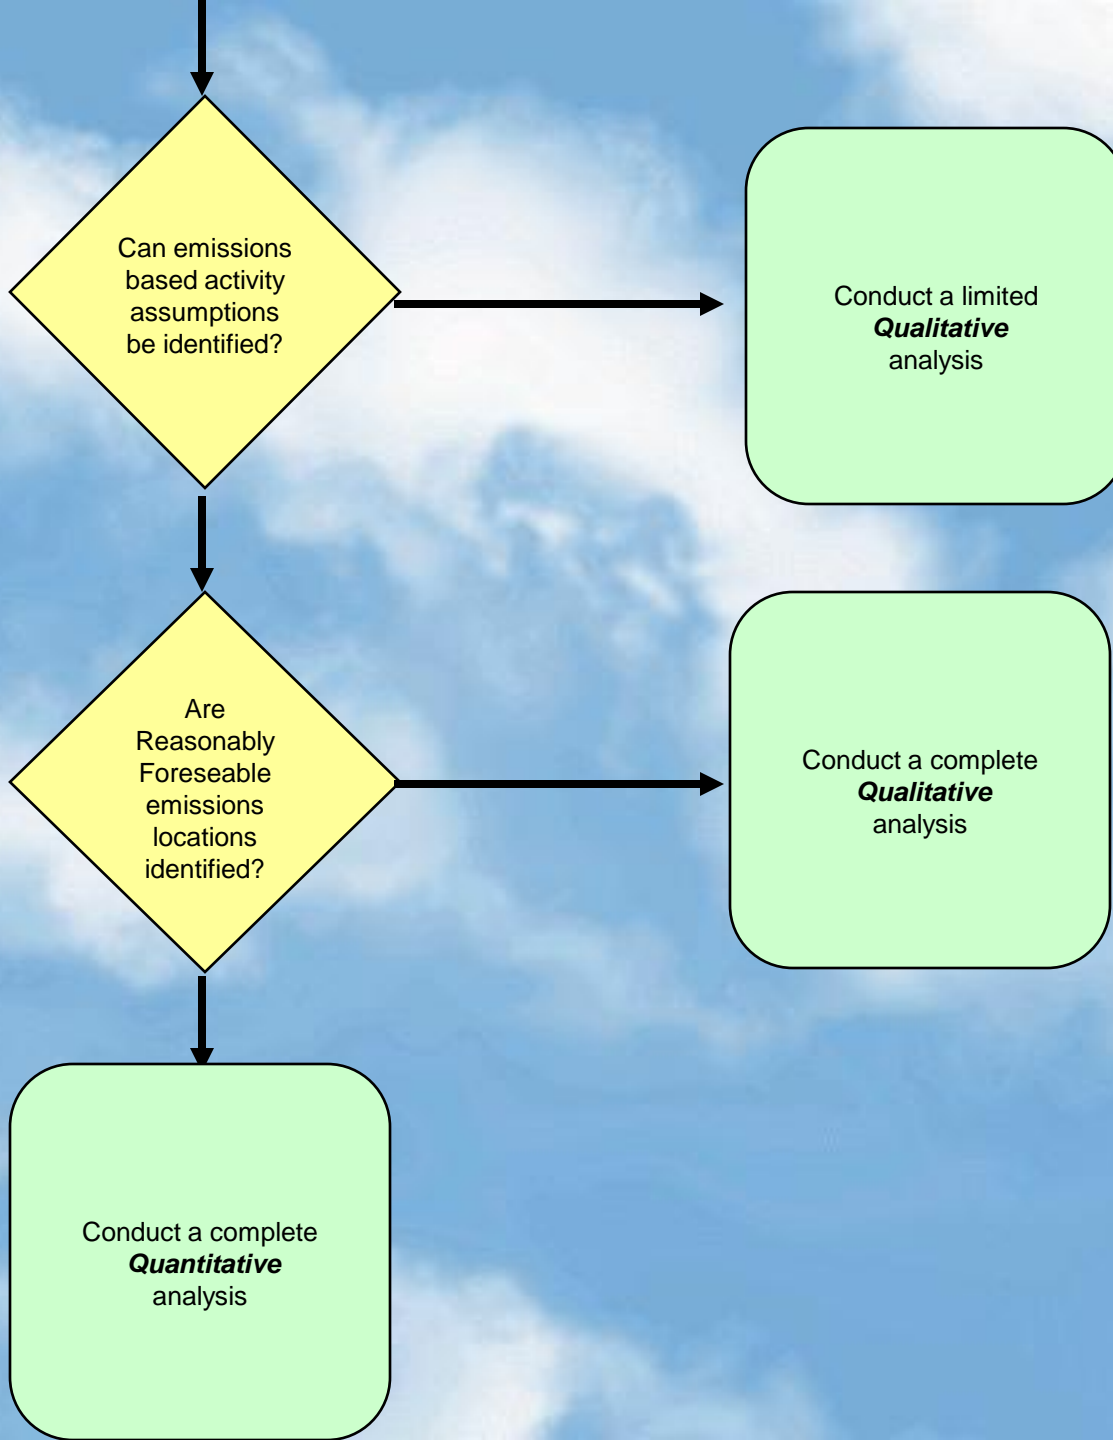 Can emissions
based activity
assumptions
be identified?
Conduct a limited
Qualitative
analysis
Are
Reasonably
Foreseable
emissions
locations
identified?
Conduct a complete
Qualitative
analysis
Conduct a complete
Quantitative
analysis